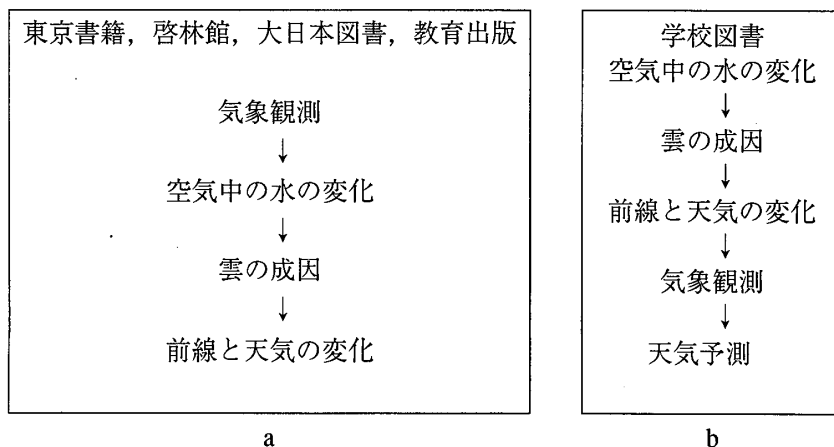 東京書籍，啓林館，大日本図書，教育出版
気象観測
↓
空気中の水の変化
↓
雲の成因
↓
前線と天気の変化
a
学校図書
空気中の水の変化
↓
雲の成因
↓
前線と天気の変化
↓
気象観測
↓
天気予測
b